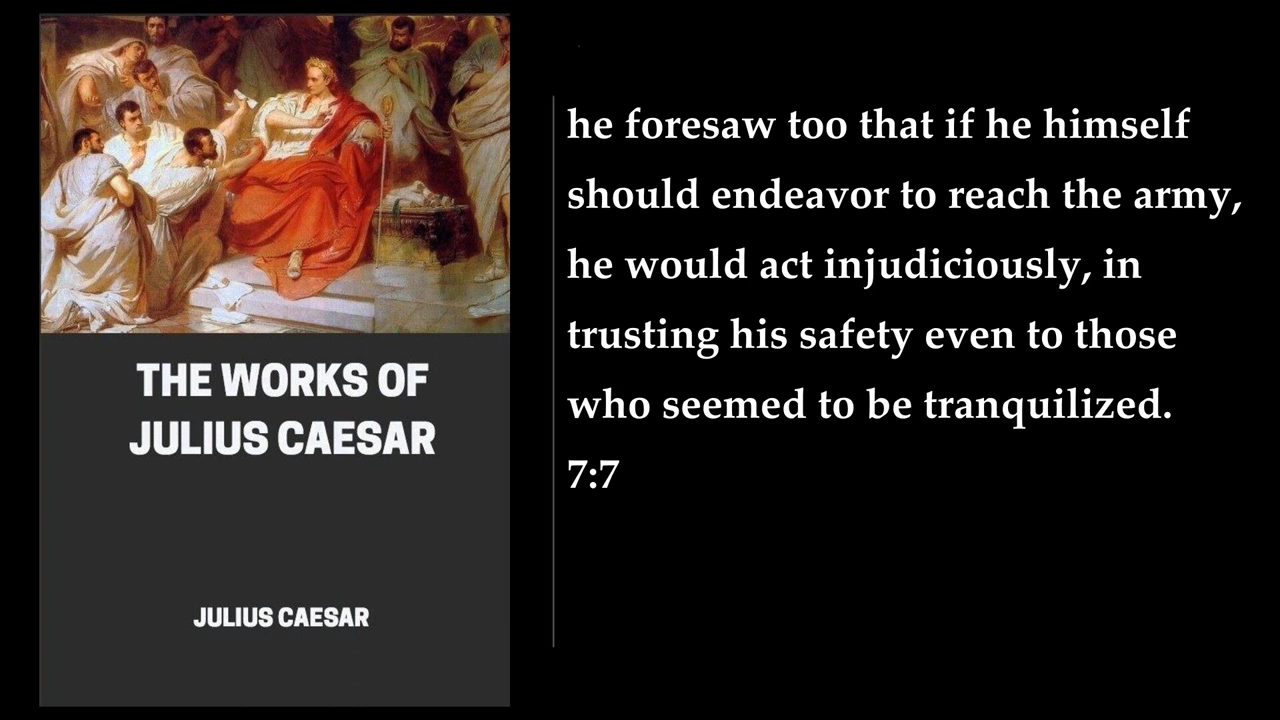 THE WORKS OF
JULIUS CAESAR
JULIUS CAESAR
he foresaw too that if he himself
should endeavor to reach the army,
he would act injudiciously, in
trusting his safety even to those
who seemed to be tranquilized.
7:7